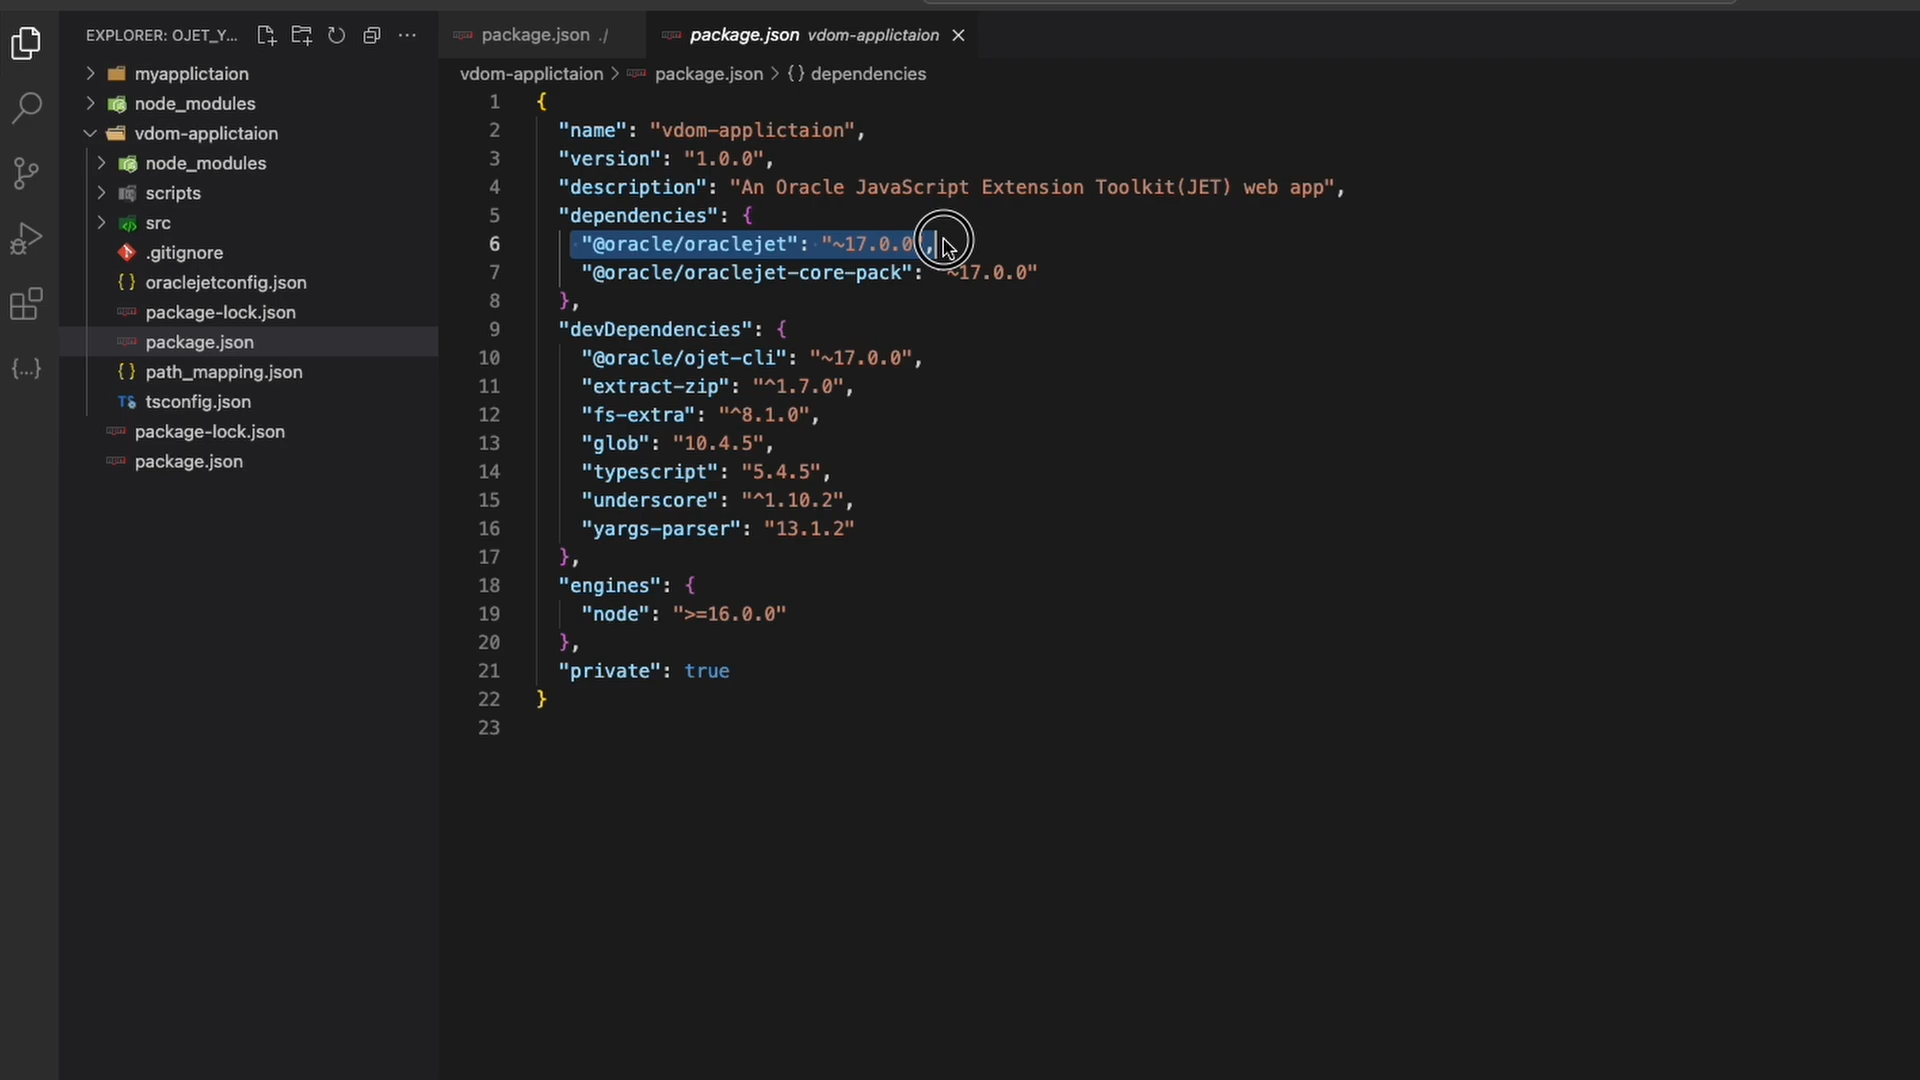 EXPLORER: OJET_Y...
myapplictaion
node_modules
vdom-applictaion
node_modules
scripts
src
.gitignore
{} oraclejetconfig.json
package-lock.json
package.json
{} path_mapping.json
TS tsconfig.json
package-lock.json
package.json
package.json ./
package.json vdom-applictaion
vdom-applictaion > package.json > {} dependencies
1 {
2 "name": "vdom-applictaion",
3 "version": "1.0.0",
4 "description": "An Oracle JavaScript Extension Toolkit(JET) web app",
5 "dependencies": {
6 "@oracle/oraclejet": "~17.0.0",
7 "@oracle/oraclejet-core-pack": "~17.0.0"
8 },
9 "devDependencies": {
10 "@oracle/ojet-cli": "~17.0.0",
11 "extract-zip": "^1.7.0",
12 "fs-extra": "^8.1.0",
13 "glob": "10.4.5",
14 "typescript": "5.4.5",
15 "underscore": "^1.10.2",
16 "yargs-parser": "13.1.2"
17 },
18 "engines": {
19 "node": ">=16.0.0"
20 },
21 "private": true
22 }
23